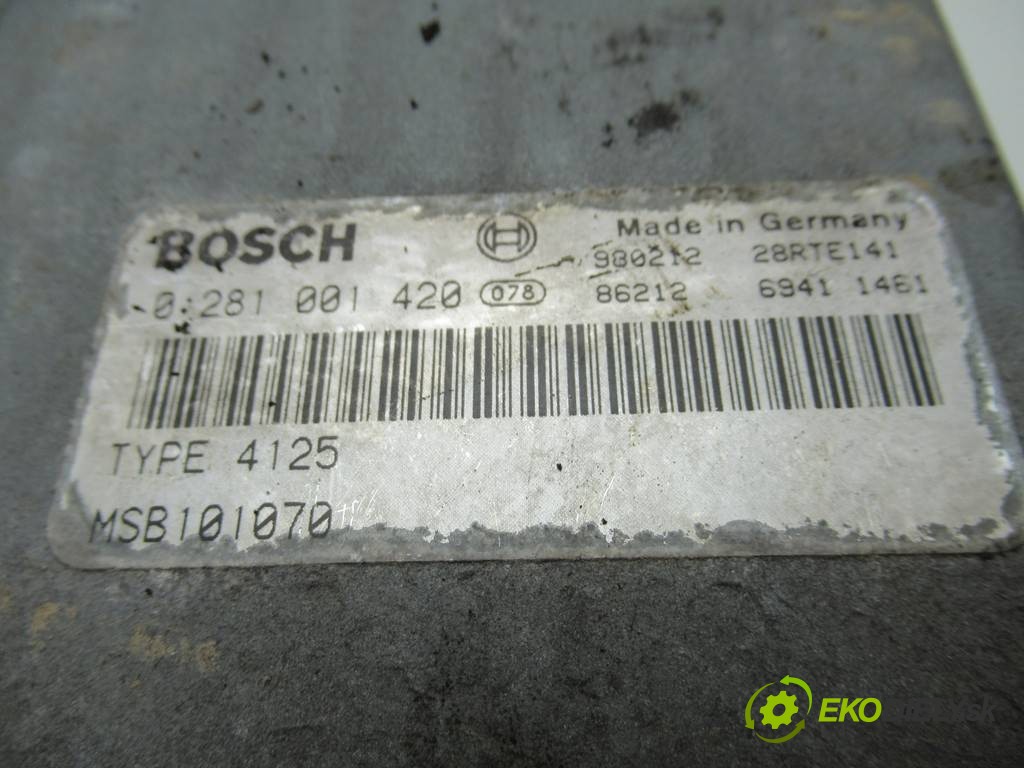 BOSCH Made in Germany
980212 28RTE141
0 281 001 420 078 86212 6941 1461
TYPE 4125
MSB101070
EKO